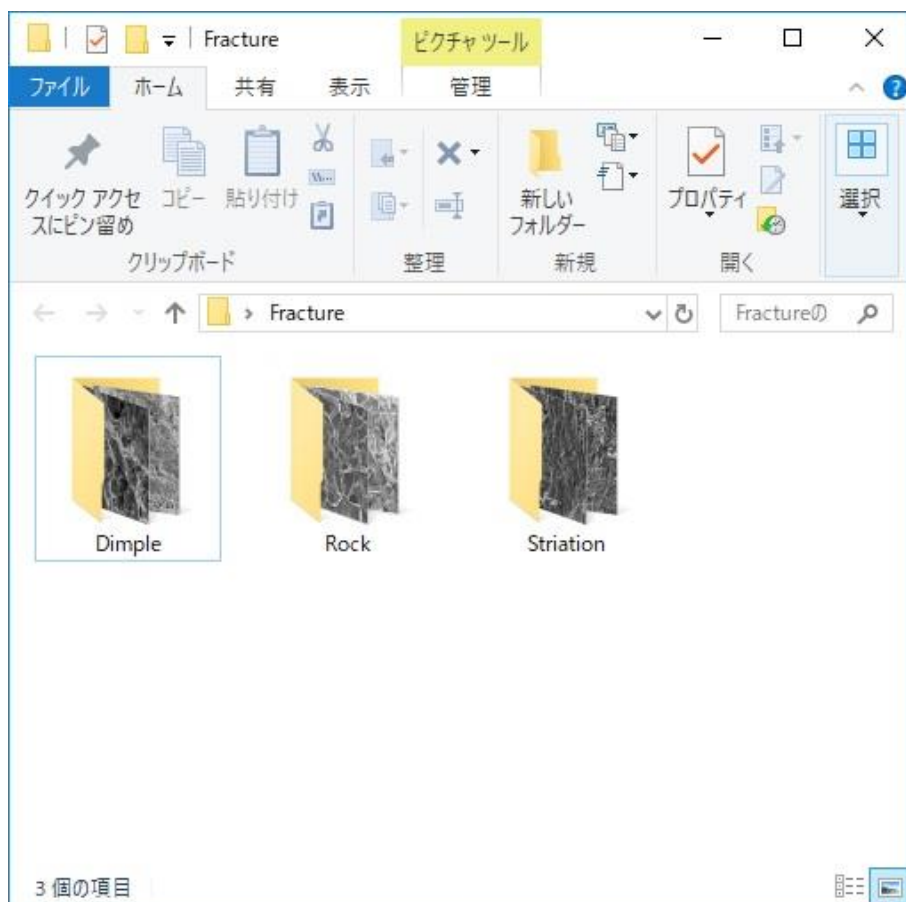 Fracture
ピクチャ ツール
ファイル
ホーム
共有
表示
管理
クイック アクセ
スにピン留め
コピー
貼り付け
新しい
フォルダー
プロパティ
選択
クリップボード
整理
新規
開く
Fracture
Fractureの
Dimple
Rock
Striation
3 個の項目